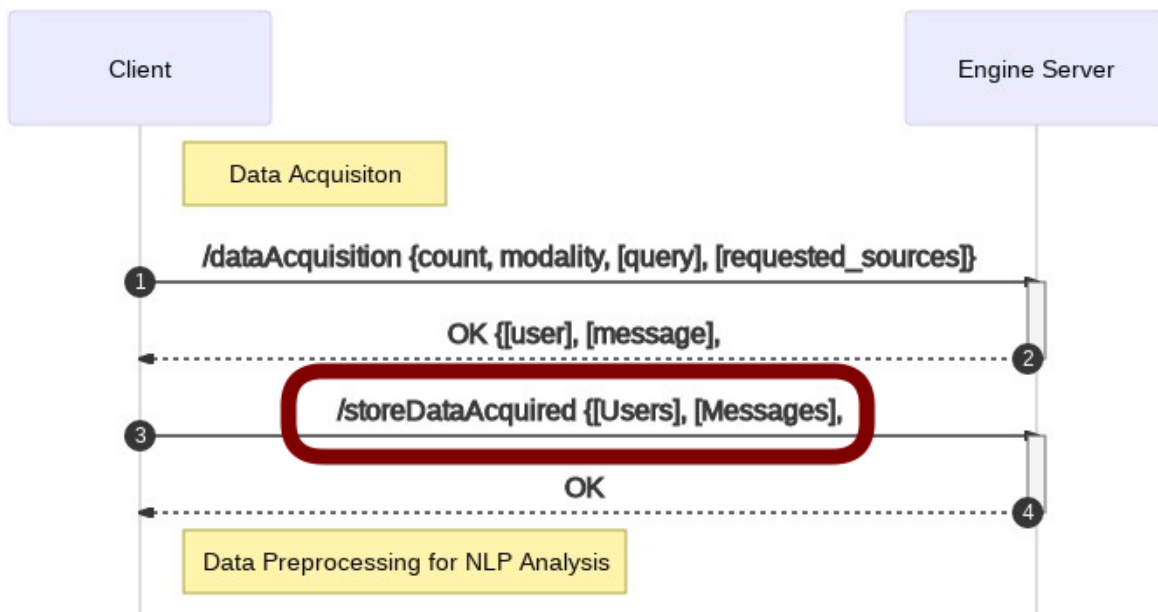 Client
Engine Server
Data Acquisiton
/dataAcquisition {count, modality, [query], [requested_sources]}
1
OK {[user], [message],
2
/storeDataAcquired {[Users], [Messages],
3
OK
4
Data Preprocessing for NLP Analysis